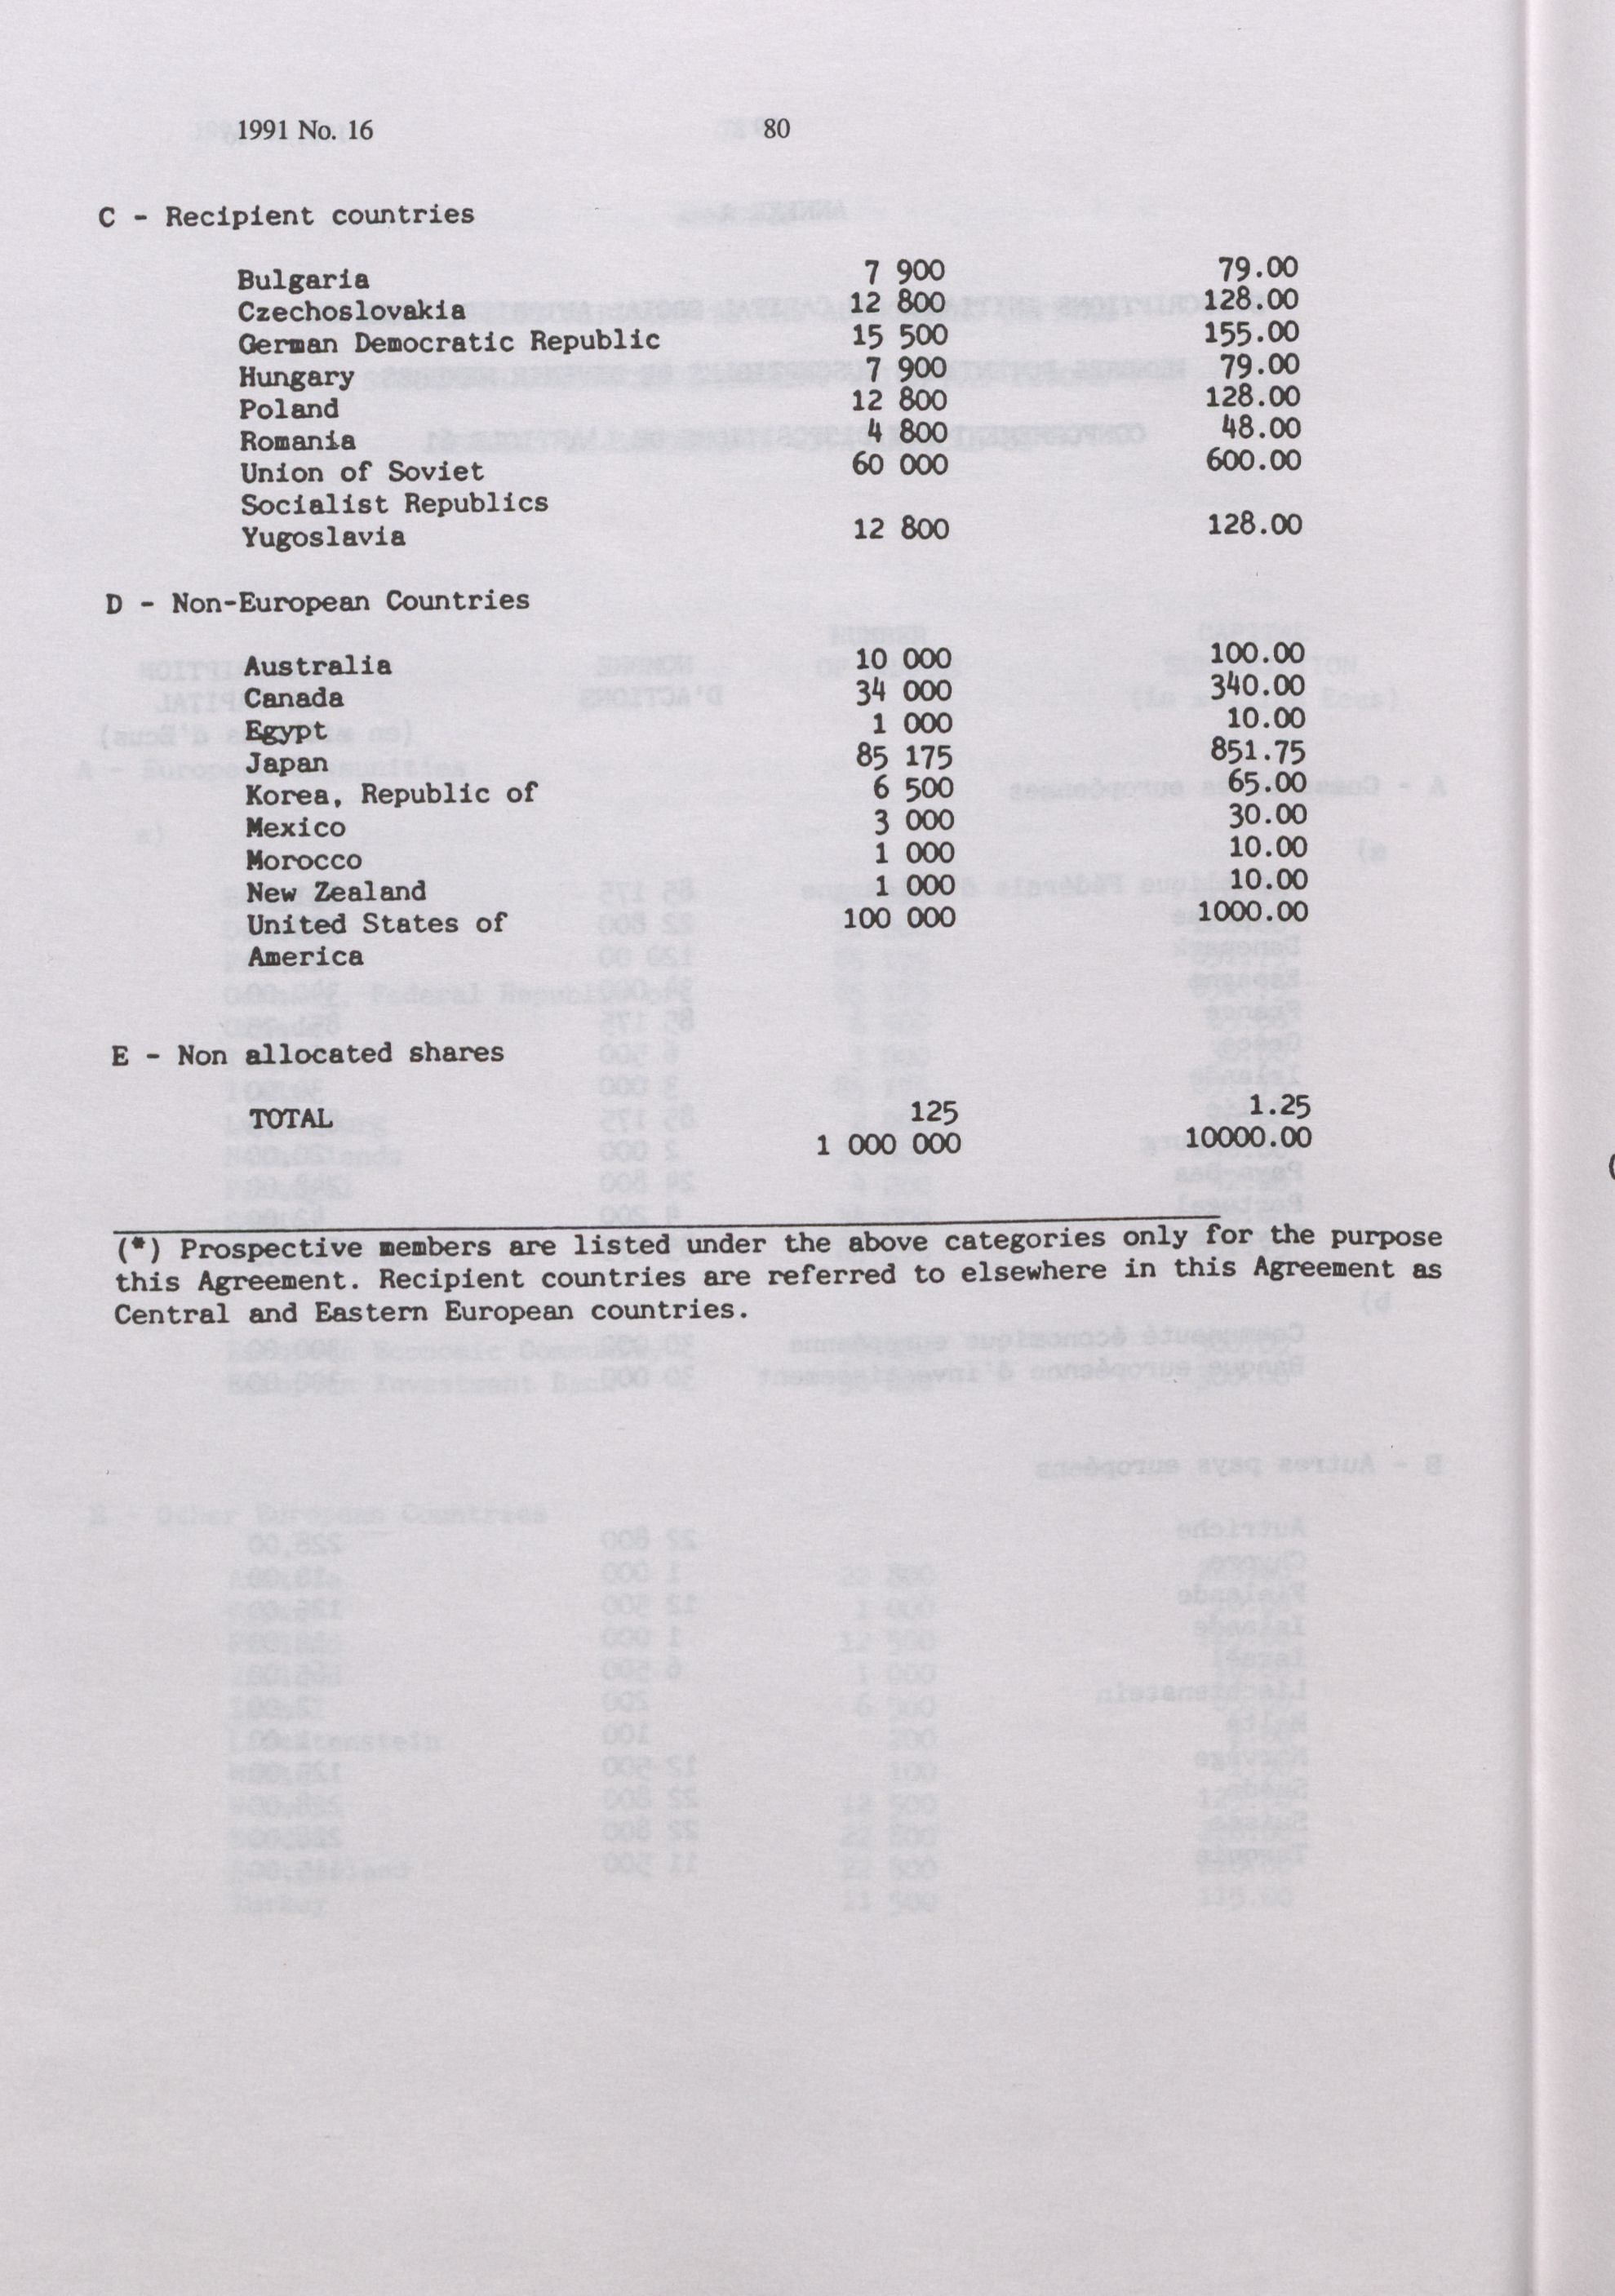 1991 No. 16 80
C - Recipient countries
Bulgaria 7 900 79.00
Czechoslovakia 12 800 128.00
German Democratic Republic 15 500 155.00
Hungary 7 900 79.00
Poland 12 800 128.00
Romania 4 800 48.00
Union of Soviet 60 000 600.00
Socialist Republics
Yugoslavia 12 800 128.00
D - Non-European Countries
Australia 10 000 100.00
Canada 34 000 340.00
Egypt 1 000 10.00
Japan 85 175 851.75
Korea, Republic of 6 500 65.00
Mexico 3 000 30.00
Morocco 1 000 10.00
New Zealand 1 000 10.00
United States of 100 000 1000.00
America
E - Non allocated shares
TOTAL 125 1.25
1 000 000 10000.00
(*) Prospective members are listed under the above categories only for the purpose
this Agreement. Recipient countries are referred to elsewhere in this Agreement as
Central and Eastern European countries.